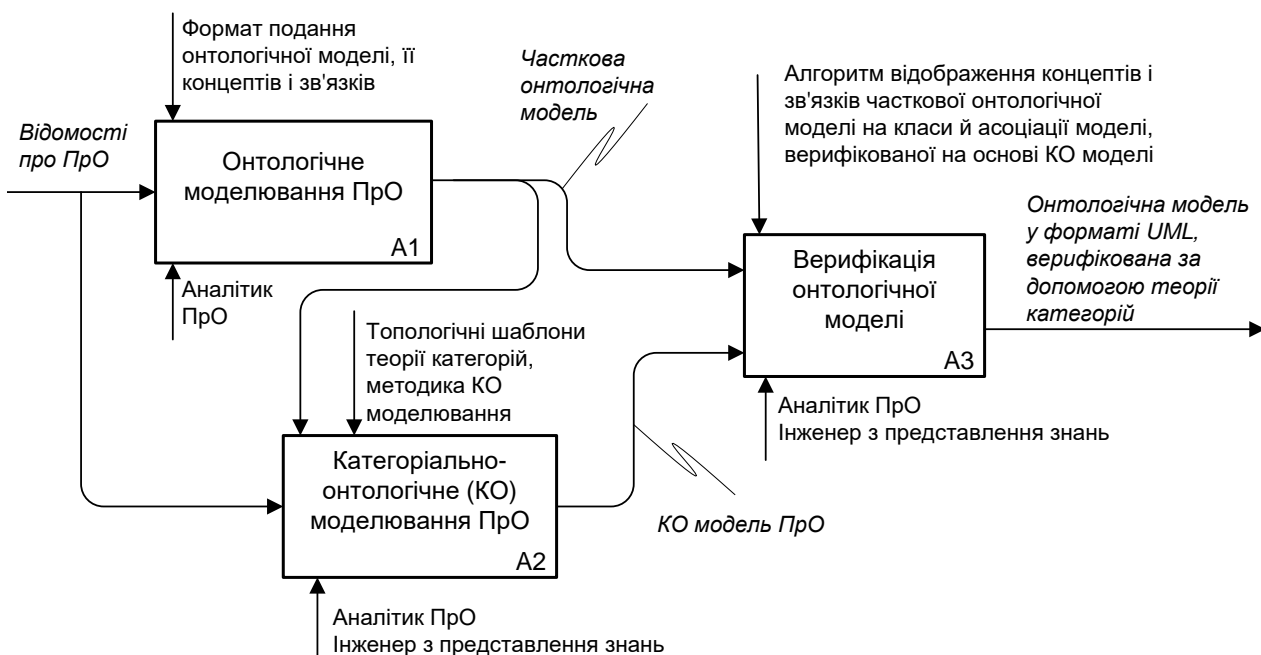 Формат подання
онтологічної моделі, її
концептів і зв'язків
Часткова
онтологічна
модель
Алгоритм відображення концептів і
зв'язків часткової онтологічної
моделі на класи й асоціації моделі,
верифікованої на основі КО моделі
Відомості
про ПрО
Онтологічне
моделювання ПрО
А1
Аналітик
ПрО
Онтологічна модель
у форматі UML,
верифікована за
допомогою теорії
категорій
Верифікація
онтологічної
моделі
А3
Топологічні шаблони
теорії категорій,
методика КО
моделювання
Аналітик ПрО
Інженер з представлення знань
Категоріально-
онтологічне (КО)
моделювання ПрО
А2
КО модель ПрО
Аналітик ПрО
Інженер з представлення знань